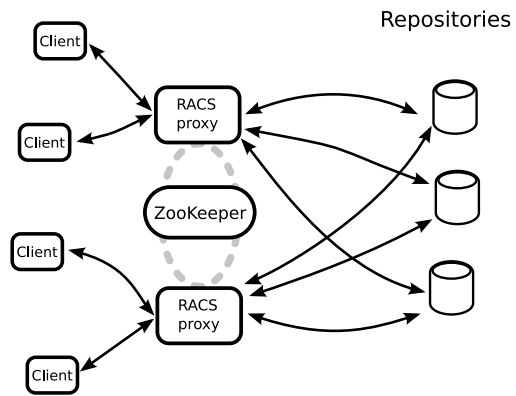 Repositories
Client
RACS
proxy
Client
ZooKeeper
Client
RACS
proxy
Client